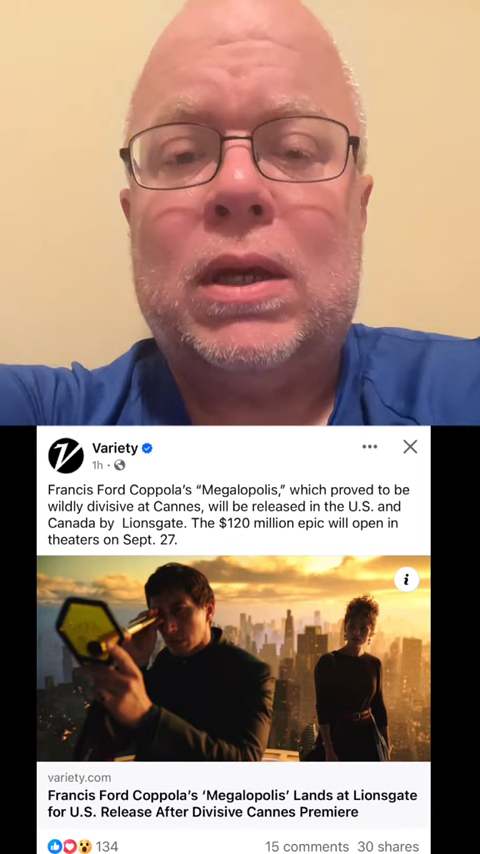 Variety
1h
Francis Ford Coppola's “Megalopolis,” which proved to be
wildly divisive at Cannes, will be released in the U.S. and
Canada by Lionsgate. The $120 million epic will open in
theaters on Sept. 27.
variety.com
Francis Ford Coppola's ‘Megalopolis’ Lands at Lionsgate
for U.S. Release After Divisive Cannes Premiere
134
15 comments 30 shares